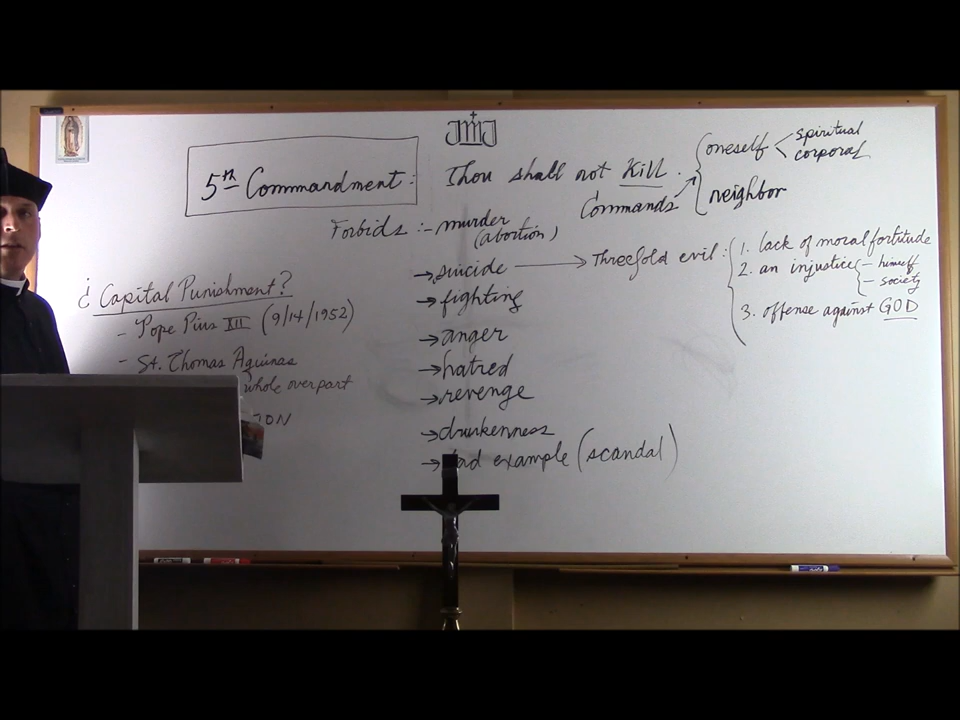 JMJ
5th Commandment:
Thou shall not Kill.
Commands
oneself
spiritual
corporal
neighbor
Forbids :- murder
(abortion)
→ suicide → Threefold evil:
1. lack of moral fortitude
2. an injustice
- himself
- society
3. offense against GOD
→ fighting
→ anger
→ hatred
→ revenge
→ drunkenness
→ bad example (scandal)
¿ Capital Punishment?
- Pope Pius XII (9/14/1952)
- St. Thomas Aquinas
whole over part